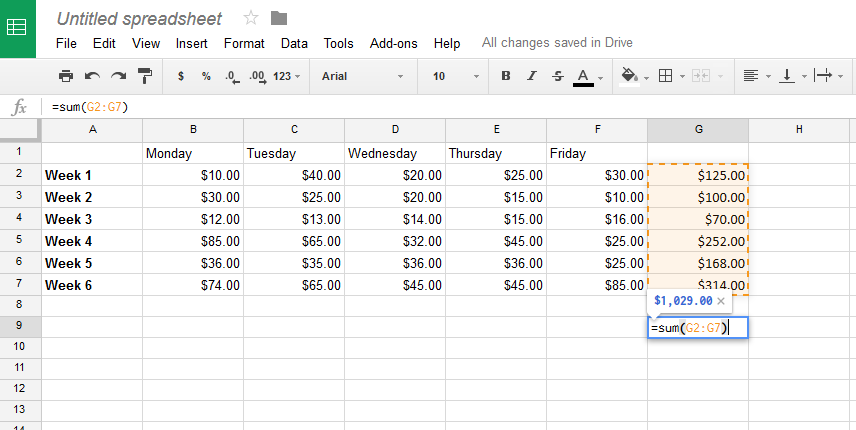 Untitled spreadsheet
File Edit View Insert Format Data Tools Add-ons Help All changes saved in Drive
$ % .0 .00 123 Arial 10 B I S A
fx =sum(G2:G7)
A B C D E F G H
1 Monday Tuesday Wednesday Thursday Friday
2 Week 1 $10.00 $40.00 $20.00 $25.00 $30.00 $125.00
3 Week 2 $30.00 $25.00 $20.00 $15.00 $10.00 $100.00
4 Week 3 $12.00 $13.00 $14.00 $15.00 $16.00 $70.00
5 Week 4 $85.00 $65.00 $32.00 $45.00 $25.00 $252.00
6 Week 5 $36.00 $35.00 $36.00 $36.00 $25.00 $168.00
7 Week 6 $74.00 $65.00 $45.00 $45.00 $85.00 $314.00
8 $1,029.00 ×
9 =sum(G2:G7)
10
11
12
13
14